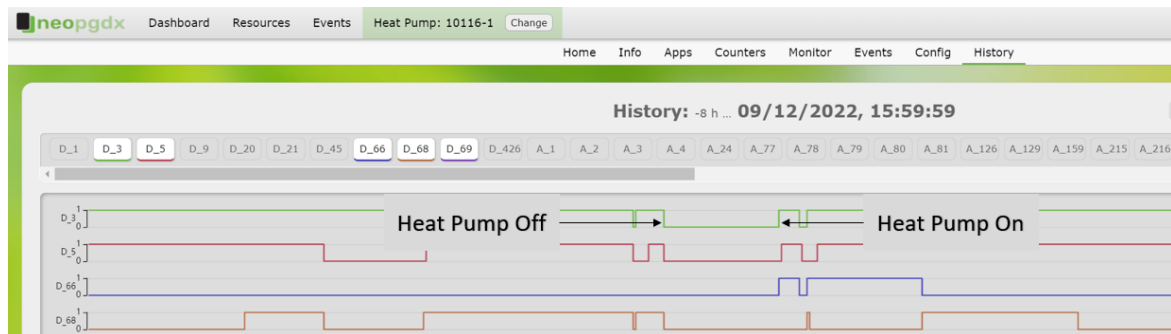 neopgdx Dashboard Resources Events Heat Pump: 10116-1 Change
Home Info Apps Counters Monitor Events Config History
History: -8 h ... 09/12/2022, 15:59:59
D_1 D_3 D_5 D_9 D_20 D_21 D_45 D_66 D_68 D_69 D_426 A_1 A_2 A_3 A_4 A_24 A_77 A_78 A_79 A_80 A_81 A_126 A_129 A_159 A_215 A_216
D_3 1 0
Heat Pump Off Heat Pump On
D_5 1 0
D_66 1 0
D_68 1 0